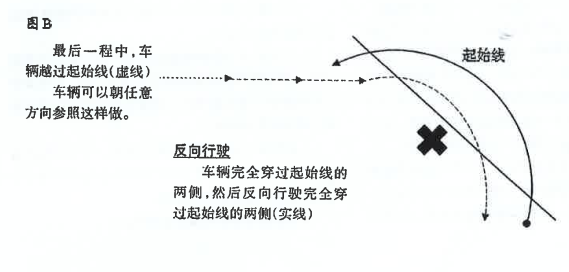 图B
最后一程中，车
辆越过起始线(虚线)
车辆可以朝任意
方向参照这样做。
起始线
反向行驶
车辆完全穿过起始线的
两侧，然后反向行驶完全穿
过起始线的两侧(实线)